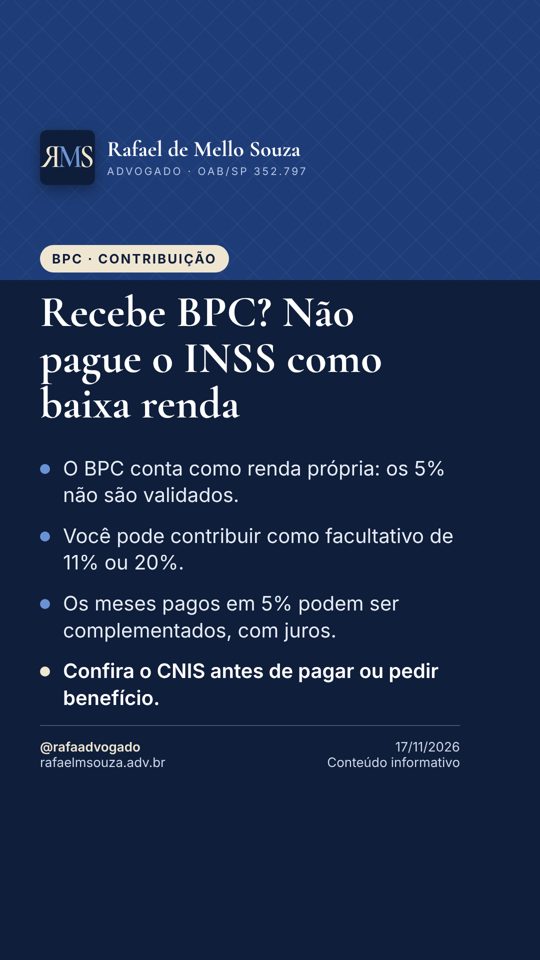 RMS
Rafael de Mello Souza
ADVOGADO · OAB/SP 352.797
BPC · CONTRIBUIÇÃO
Recebe BPC? Não
pague o INSS como
baixa renda
O BPC conta como renda própria: os 5%
não são validados.
Você pode contribuir como facultativo de
11% ou 20%.
Os meses pagos em 5% podem ser
complementados, com juros.
Confira o CNIS antes de pagar ou pedir
benefício.
@rafaadvogado
17/11/2026
rafaelmsouza.adv.br
Conteúdo informativo